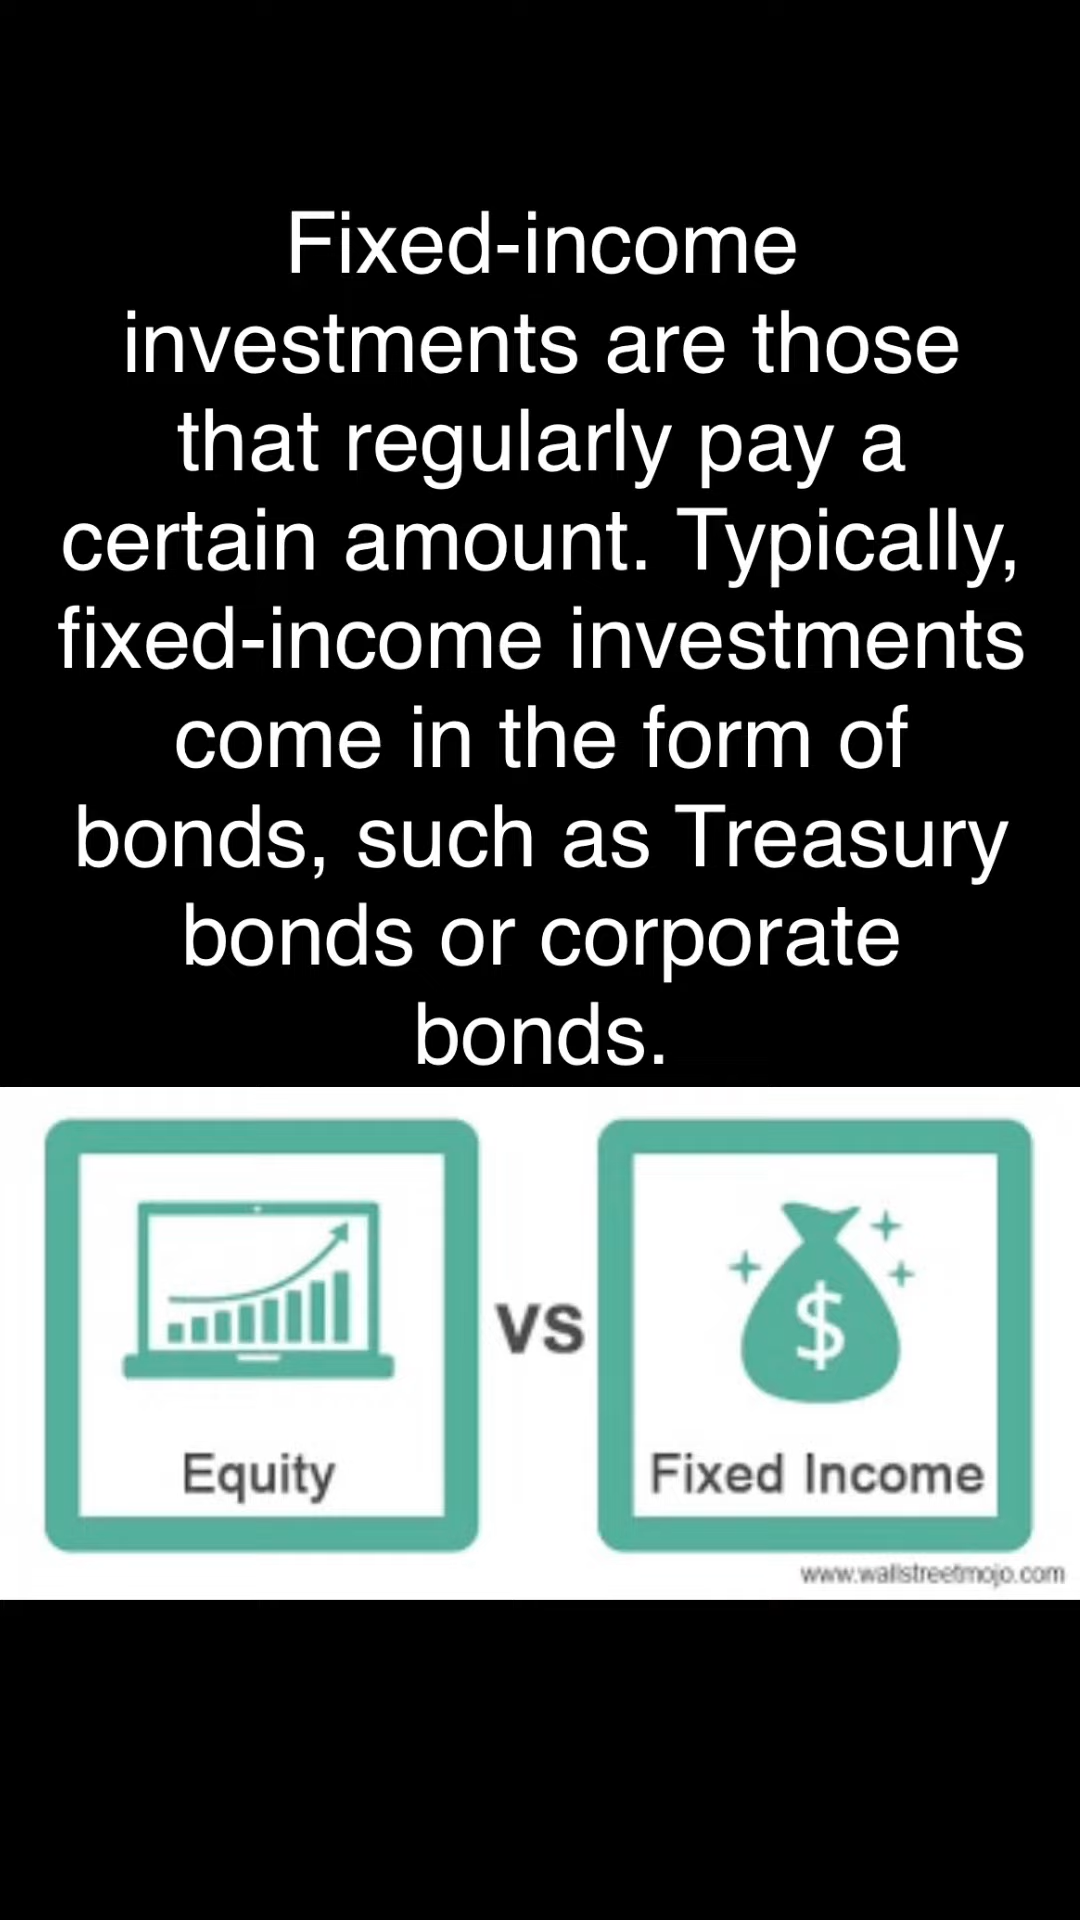 Fixed-income
investments are those
that regularly pay a
certain amount. Typically,
fixed-income investments
come in the form of
bonds, such as Treasury
bonds or corporate
bonds.
$
vs
Equity
Fixed Income
www.wallstreetmojo.com